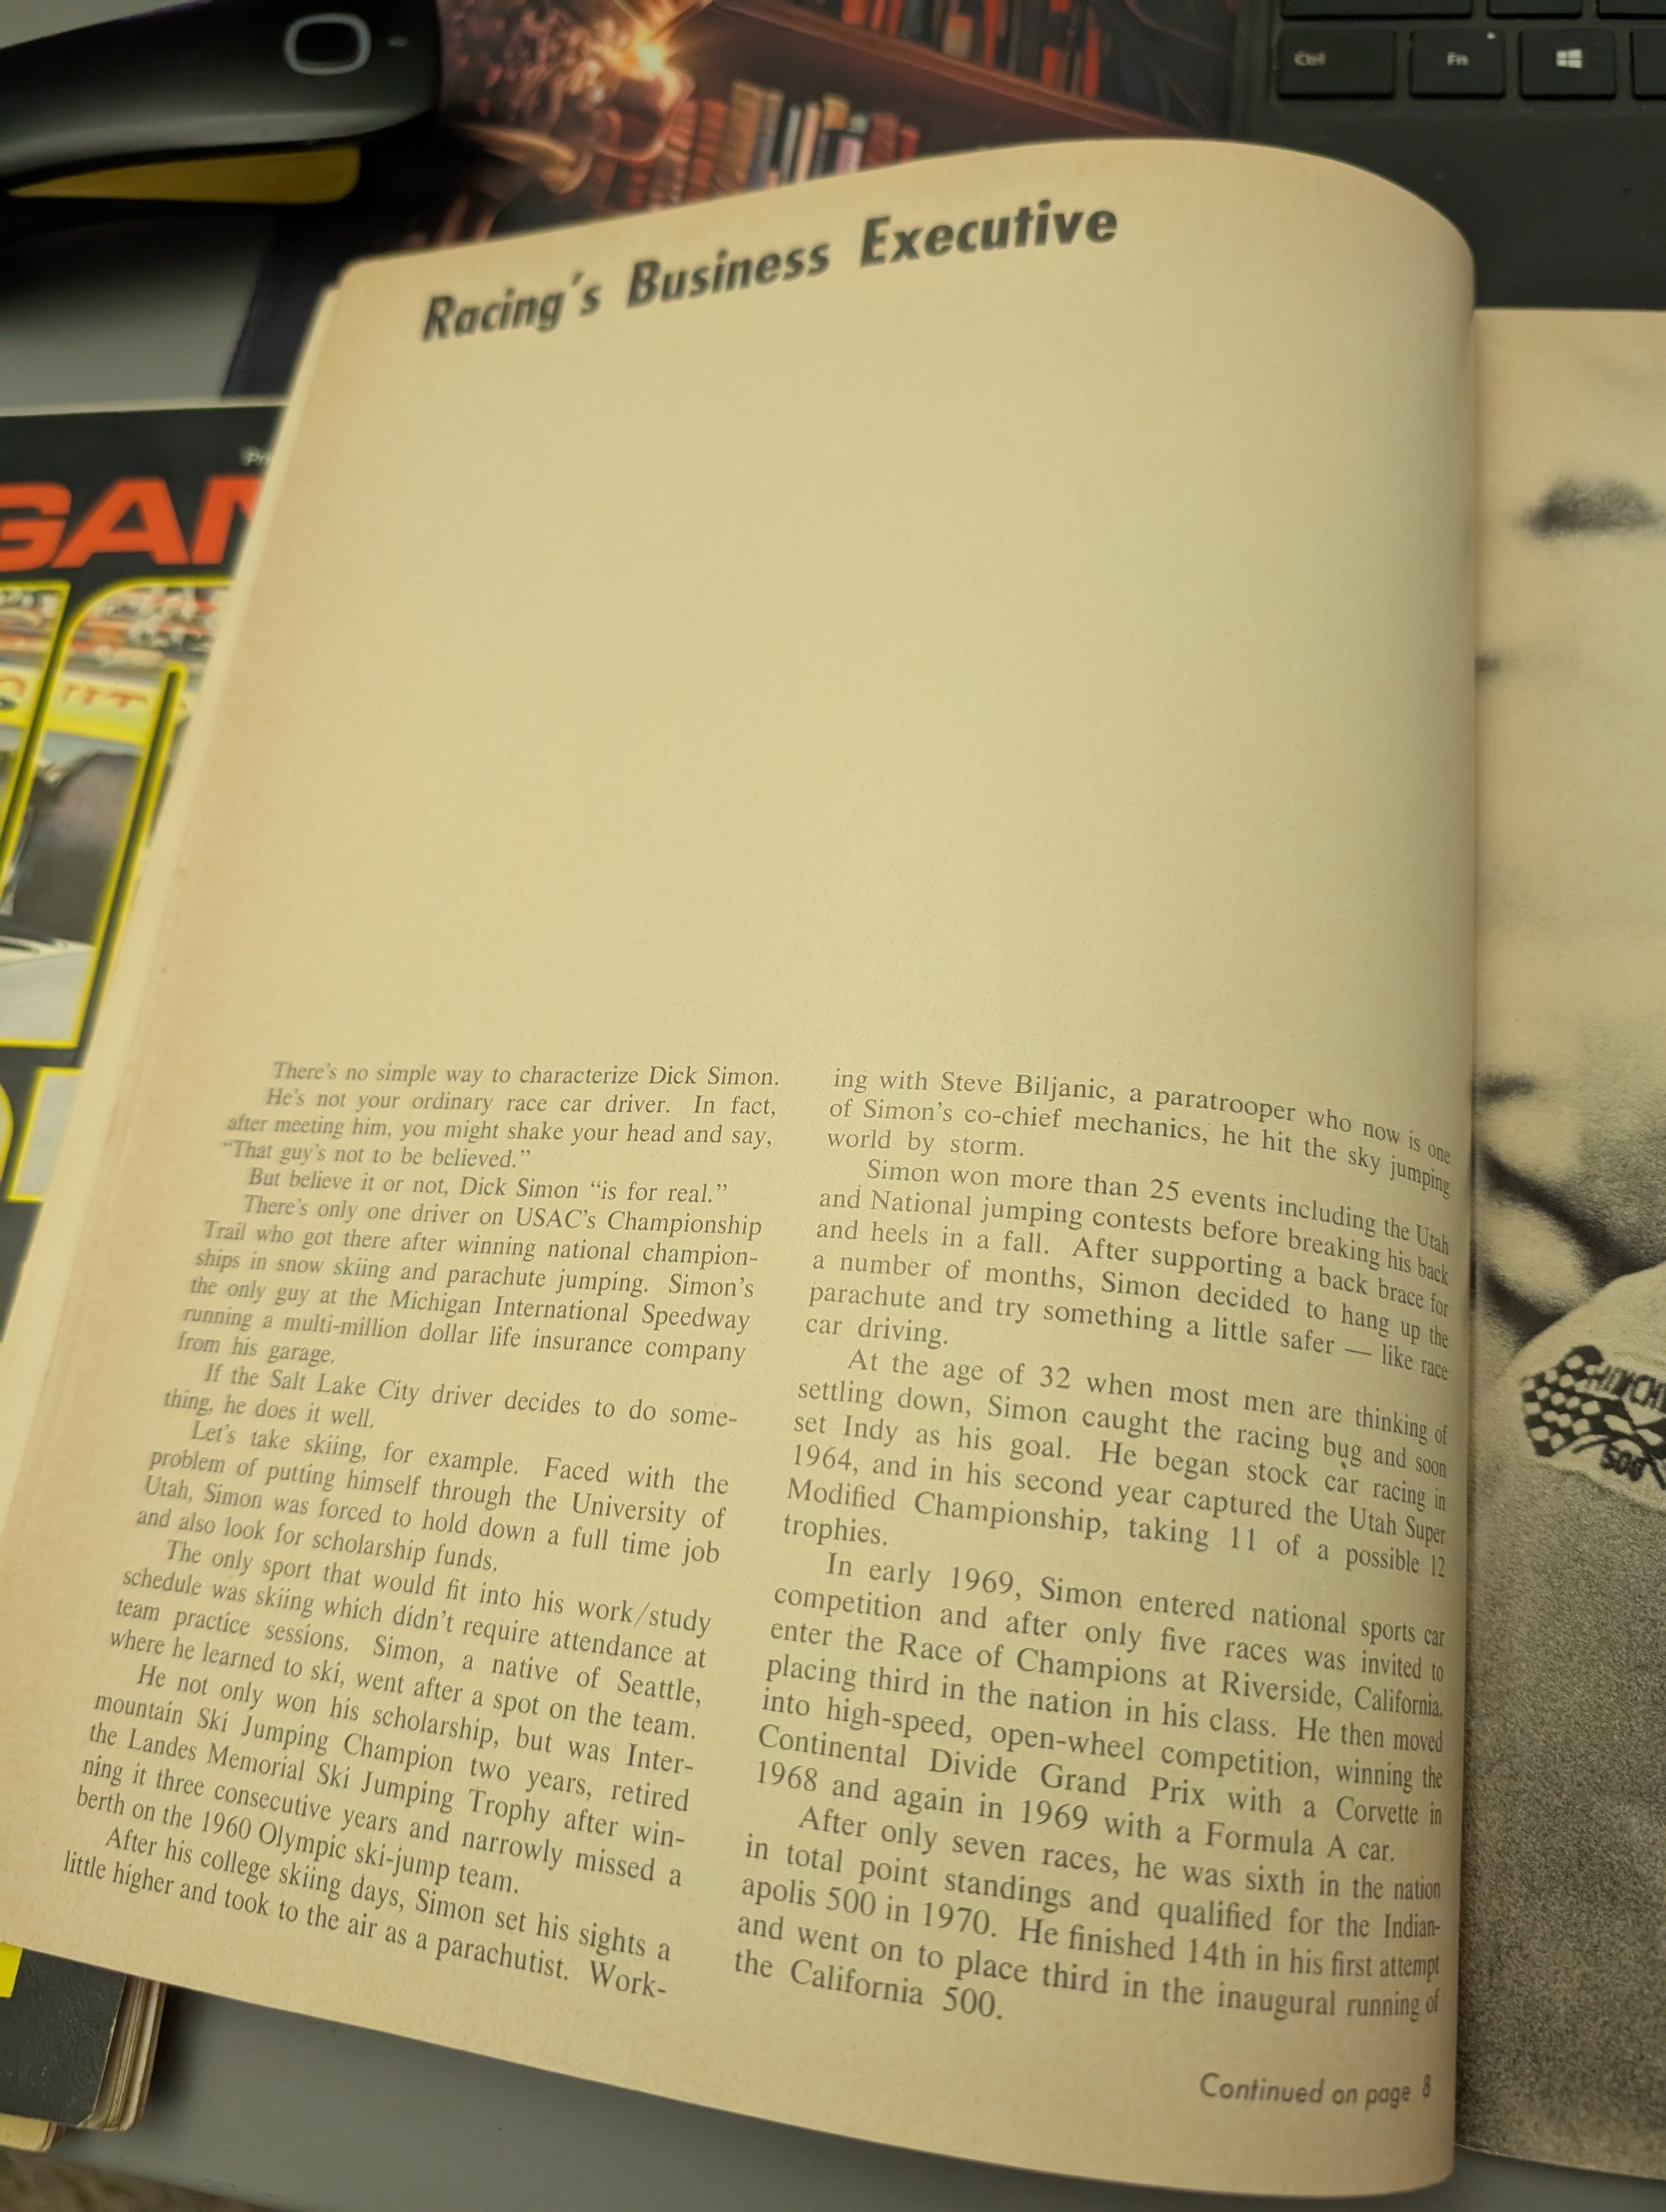 Ctrl
Fn
Racing's Business Executive
GAN
There's no simple way to characterize Dick Simon.
He's not your ordinary race car driver. In fact,
after meeting him, you might shake your head and say,
“That guy's not to be believed.”
But believe it or not, Dick Simon “is for real.”
There's only one driver on USAC's Championship
Trail who got there after winning national champion-
ships in snow skiing and parachute jumping. Simon's
the only guy at the Michigan International Speedway
running a multi-million dollar life insurance company
from his garage.
If the Salt Lake City driver decides to do some-
thing, he does it well.
Let's take skiing, for example. Faced with the
problem of putting himself through the University of
Utah, Simon was forced to hold down a full time job
and also look for scholarship funds.
The only sport that would fit into his work/study
schedule was skiing which didn't require attendance at
team practice sessions. Simon, a native of Seattle,
where he learned to ski, went after a spot on the team.
He not only won his scholarship, but was Inter-
mountain Ski Jumping Champion two years, retired
the Landes Memorial Ski Jumping Trophy after win-
ning it three consecutive years and narrowly missed a
berth on the 1960 Olympic ski-jump team.
After his college skiing days, Simon set his sights a
little higher and took to the air as a parachutist. Work-
ing with Steve Biljanic, a paratrooper who now is one
of Simon's co-chief mechanics, he hit the sky jumping
world by storm.
Simon won more than 25 events including the Utah
and National jumping contests before breaking his back
and heels in a fall. After supporting a back brace for
a number of months, Simon decided to hang up the
parachute and try something a little safer — like race
car driving.
At the age of 32 when most men are thinking of
settling down, Simon caught the racing bug and soon
set Indy as his goal. He began stock car racing in
1964, and in his second year captured the Utah Super
Modified Championship, taking 11 of a possible 12
trophies.
In early 1969, Simon entered national sports car
competition and after only five races was invited to
enter the Race of Champions at Riverside, California,
placing third in the nation in his class. He then moved
into high-speed, open-wheel competition, winning the
Continental Divide Grand Prix with a Corvette in
1968 and again in 1969 with a Formula A car.
After only seven races, he was sixth in the nation
in total point standings and qualified for the Indian-
apolis 500 in 1970. He finished 14th in his first attempt
and went on to place third in the inaugural running of
the California 500.
Continued on page 8
500